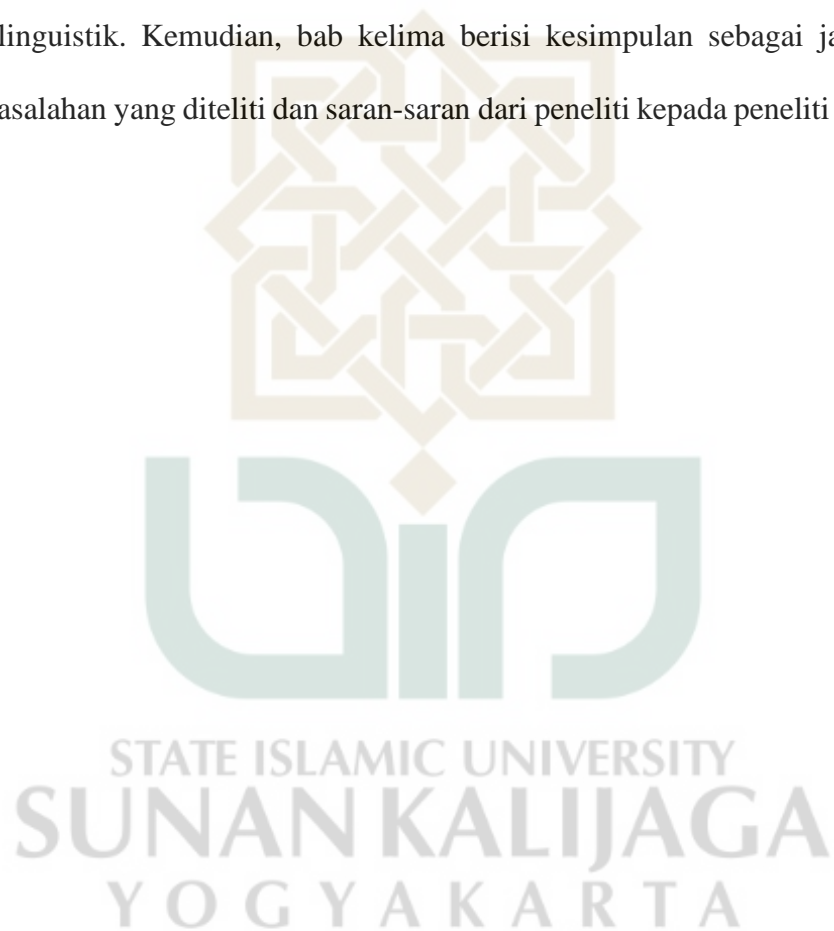 linguistik. Kemudian, bab kelima berisi kesimpulan sebagai
asalahan yang diteliti dan saran-saran dari peneliti kepada peneliti
STATE ISLAMIC UNIVERSITY
SUNAN KALIJAGA
YOGYAKARTA